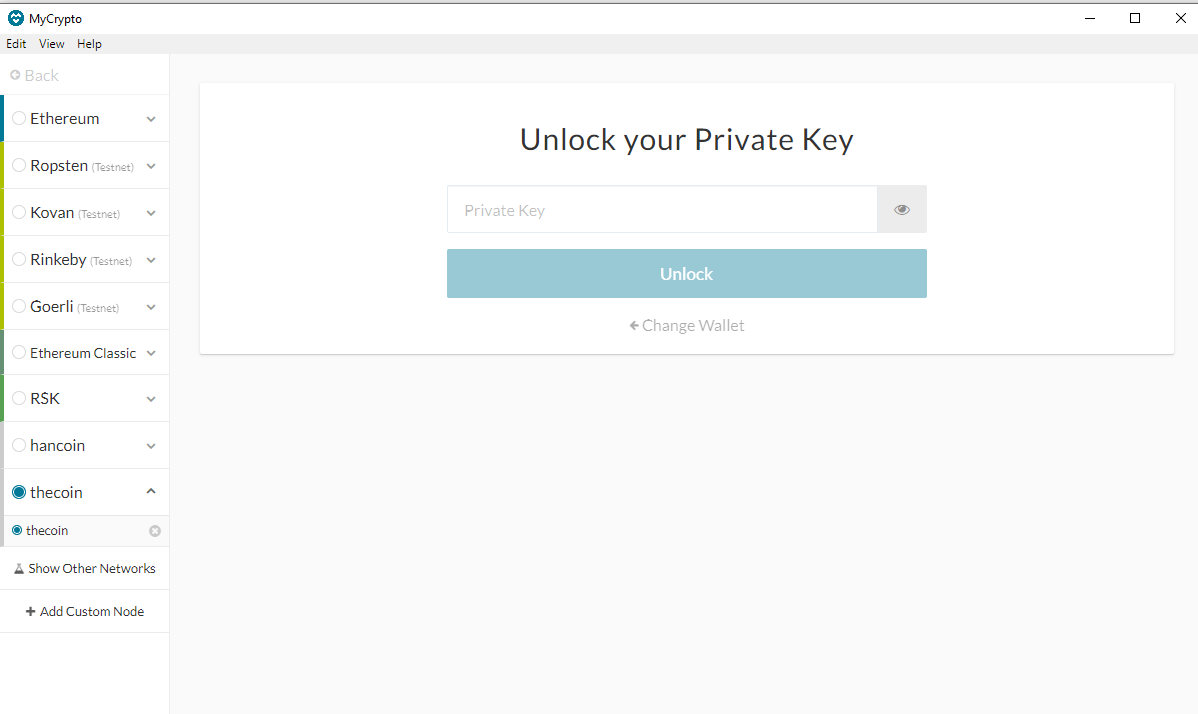 MyCrypto
Edit View Help
Back
Ethereum
Ropsten (Testnet)
Kovan (Testnet)
Rinkeby (Testnet)
Goerli (Testnet)
Ethereum Classic
RSK
hancoin
thecoin
thecoin
Show Other Networks
Add Custom Node
Unlock your Private Key
Private Key
Unlock
Change Wallet